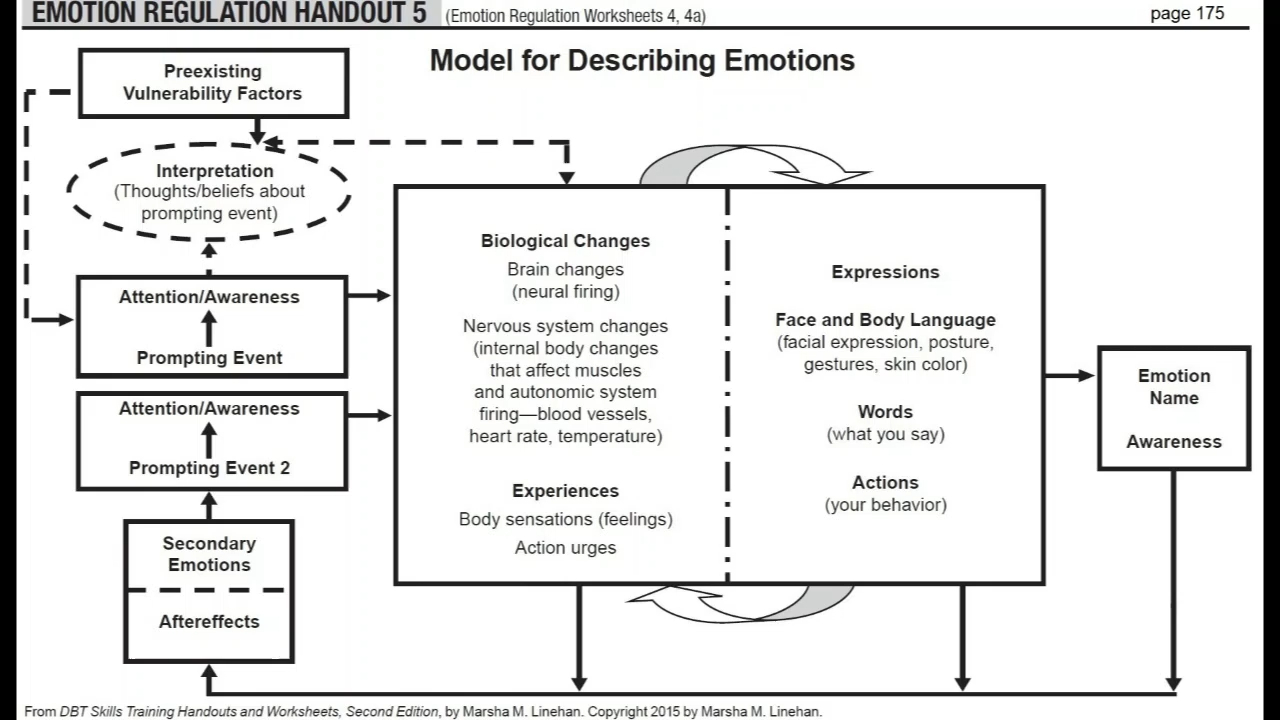 EMOTION REGULATION HANDOUT 5 (Emotion Regulation Worksheets 4, 4a) page 175
Model for Describing Emotions
Preexisting
Vulnerability Factors
Interpretation
(Thoughts/beliefs about
prompting event)
Attention/Awareness
Prompting Event
Attention/Awareness
Prompting Event 2
Secondary
Emotions
Aftereffects
Biological Changes
Brain changes
(neural firing)
Nervous system changes
(internal body changes
that affect muscles
and autonomic system
firing—blood vessels,
heart rate, temperature)
Experiences
Body sensations (feelings)
Action urges
Expressions
Face and Body Language
(facial expression, posture,
gestures, skin color)
Words
(what you say)
Actions
(your behavior)
Emotion
Name
Awareness
From DBT Skills Training Handouts and Worksheets, Second Edition, by Marsha M. Linehan. Copyright 2015 by Marsha M. Linehan.